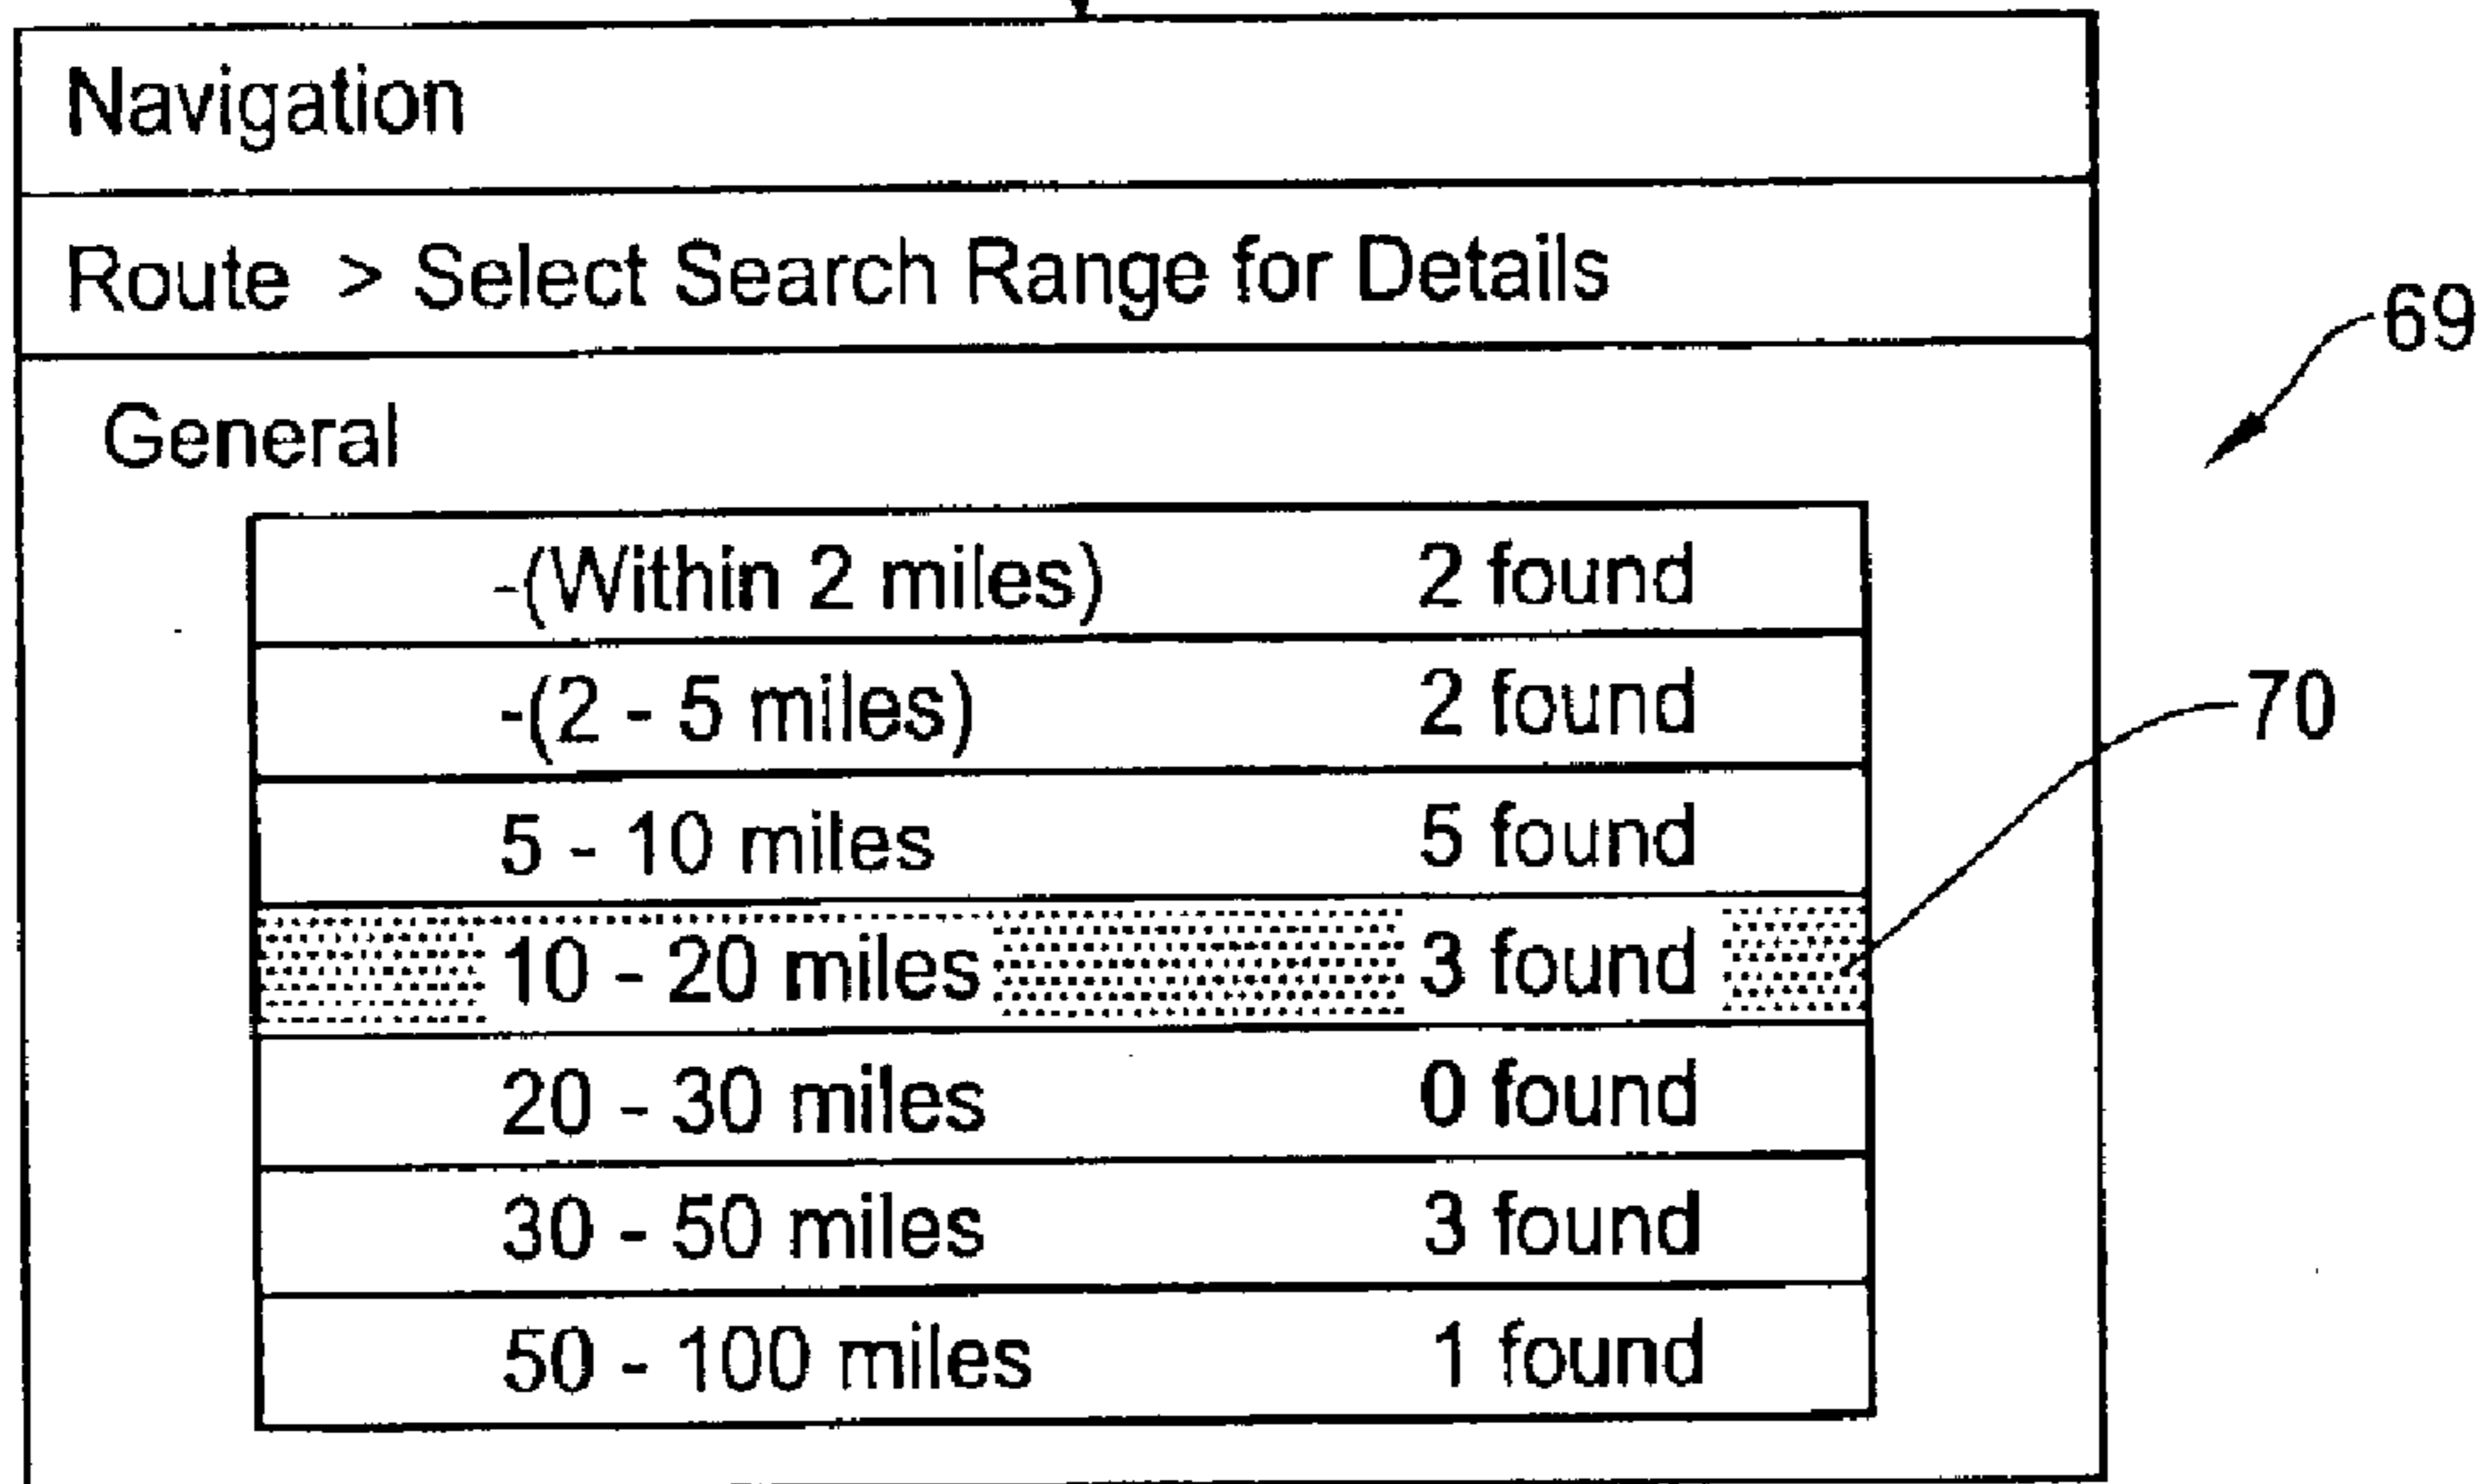 Navigation
Route > Select Search Range for Details
69
General
-(Within 2 miles) 2 found
-(2 - 5 miles) 2 found
70
5 - 10 miles 5 found
10 - 20 miles 3 found
20 - 30 miles 0 found
30 - 50 miles 3 found
50 - 100 miles 1 found